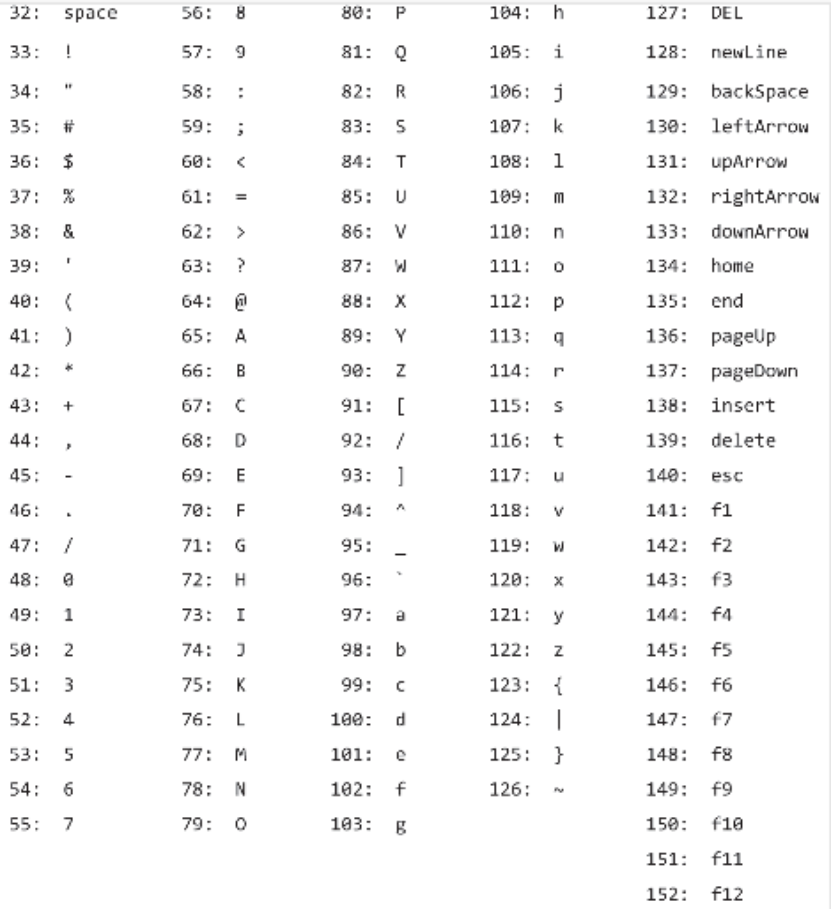 32: space 56: 8 80: P 104: h 127: DEL
33: ! 57: 9 81: Q 105: i 128: newLine
34: " 58: : 82: R 106: j 129: backSpace
35: # 59: ; 83: S 107: k 130: leftArrow
36: $ 60: < 84: T 108: l 131: upArrow
37: % 61: = 85: U 109: m 132: rightArrow
38: & 62: > 86: V 110: n 133: downArrow
39: ' 63: ? 87: W 111: o 134: home
40: ( 64: @ 88: X 112: p 135: end
41: ) 65: A 89: Y 113: q 136: pageUp
42: * 66: B 90: Z 114: r 137: pageDown
43: + 67: C 91: [ 115: s 138: insert
44: , 68: D 92: / 116: t 139: delete
45: - 69: E 93: ] 117: u 140: esc
46: . 70: F 94: ^ 118: v 141: f1
47: / 71: G 95: _ 119: w 142: f2
48: 0 72: H 96: ` 120: x 143: f3
49: 1 73: I 97: a 121: y 144: f4
50: 2 74: J 98: b 122: z 145: f5
51: 3 75: K 99: c 123: { 146: f6
52: 4 76: L 100: d 124: | 147: f7
53: 5 77: M 101: e 125: } 148: f8
54: 6 78: N 102: f 126: ~ 149: f9
55: 7 79: O 103: g 150: f10
151: f11
152: f12